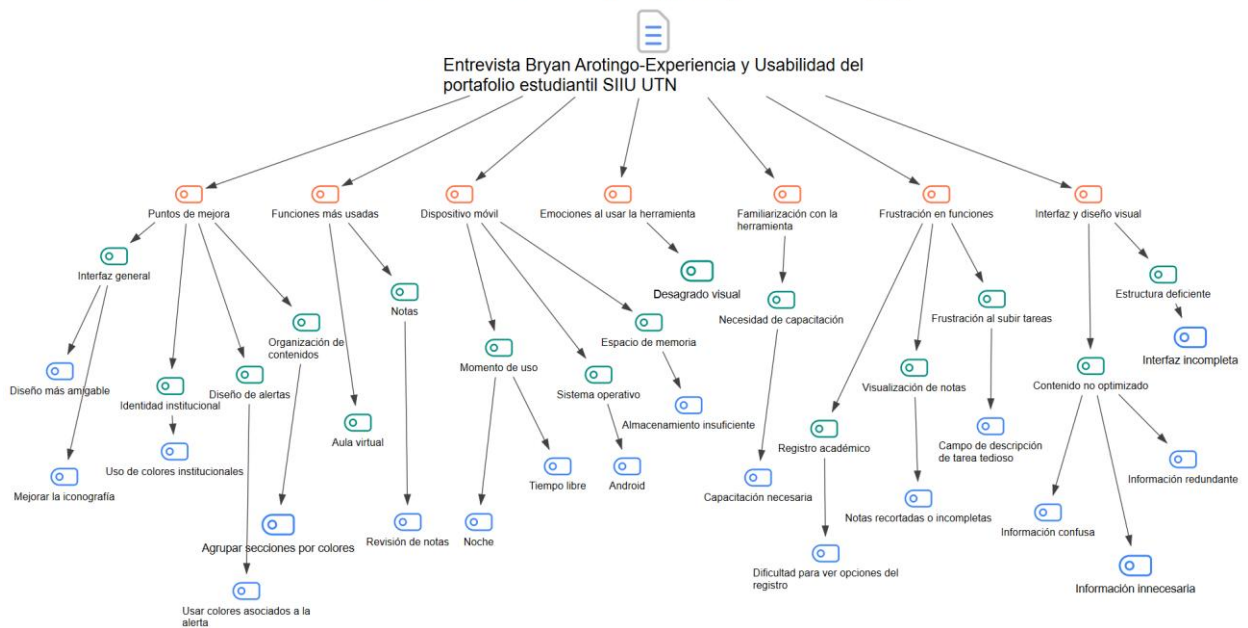 Entrevista Bryan Arotingo-Experiencia y Usabilidad del
portafolio estudiantil SIIU UTN
Puntos de mejora
Funciones más usadas
Dispositivo móvil
Emociones al usar la herramienta
Familiarización con la
herramienta
Frustración en funciones
Interfaz y diseño visual
Interfaz general
Desagrado visual
Estructura deficiente
Notas
Necesidad de capacitación
Frustración al subir tareas
Organización de
contenidos
Espacio de memoria
Interfaz incompleta
Momento de uso
Diseño más amigable
Identidad institucional
Diseño de alertas
Sistema operativo
Visualización de notas
Contenido no optimizado
Almacenamiento insuficiente
Aula virtual
Registro académico
Campo de descripción
de tarea tedioso
Uso de colores institucionales
Mejorar la iconografía
Tiempo libre
Android
Capacitación necesaria
Información redundante
Notas recortadas o incompletas
Información confusa
Agrupar secciones por colores
Revisión de notas
Noche
Dificultad para ver opciones del
registro
Información innecesaria
Usar colores asociados a la
alerta